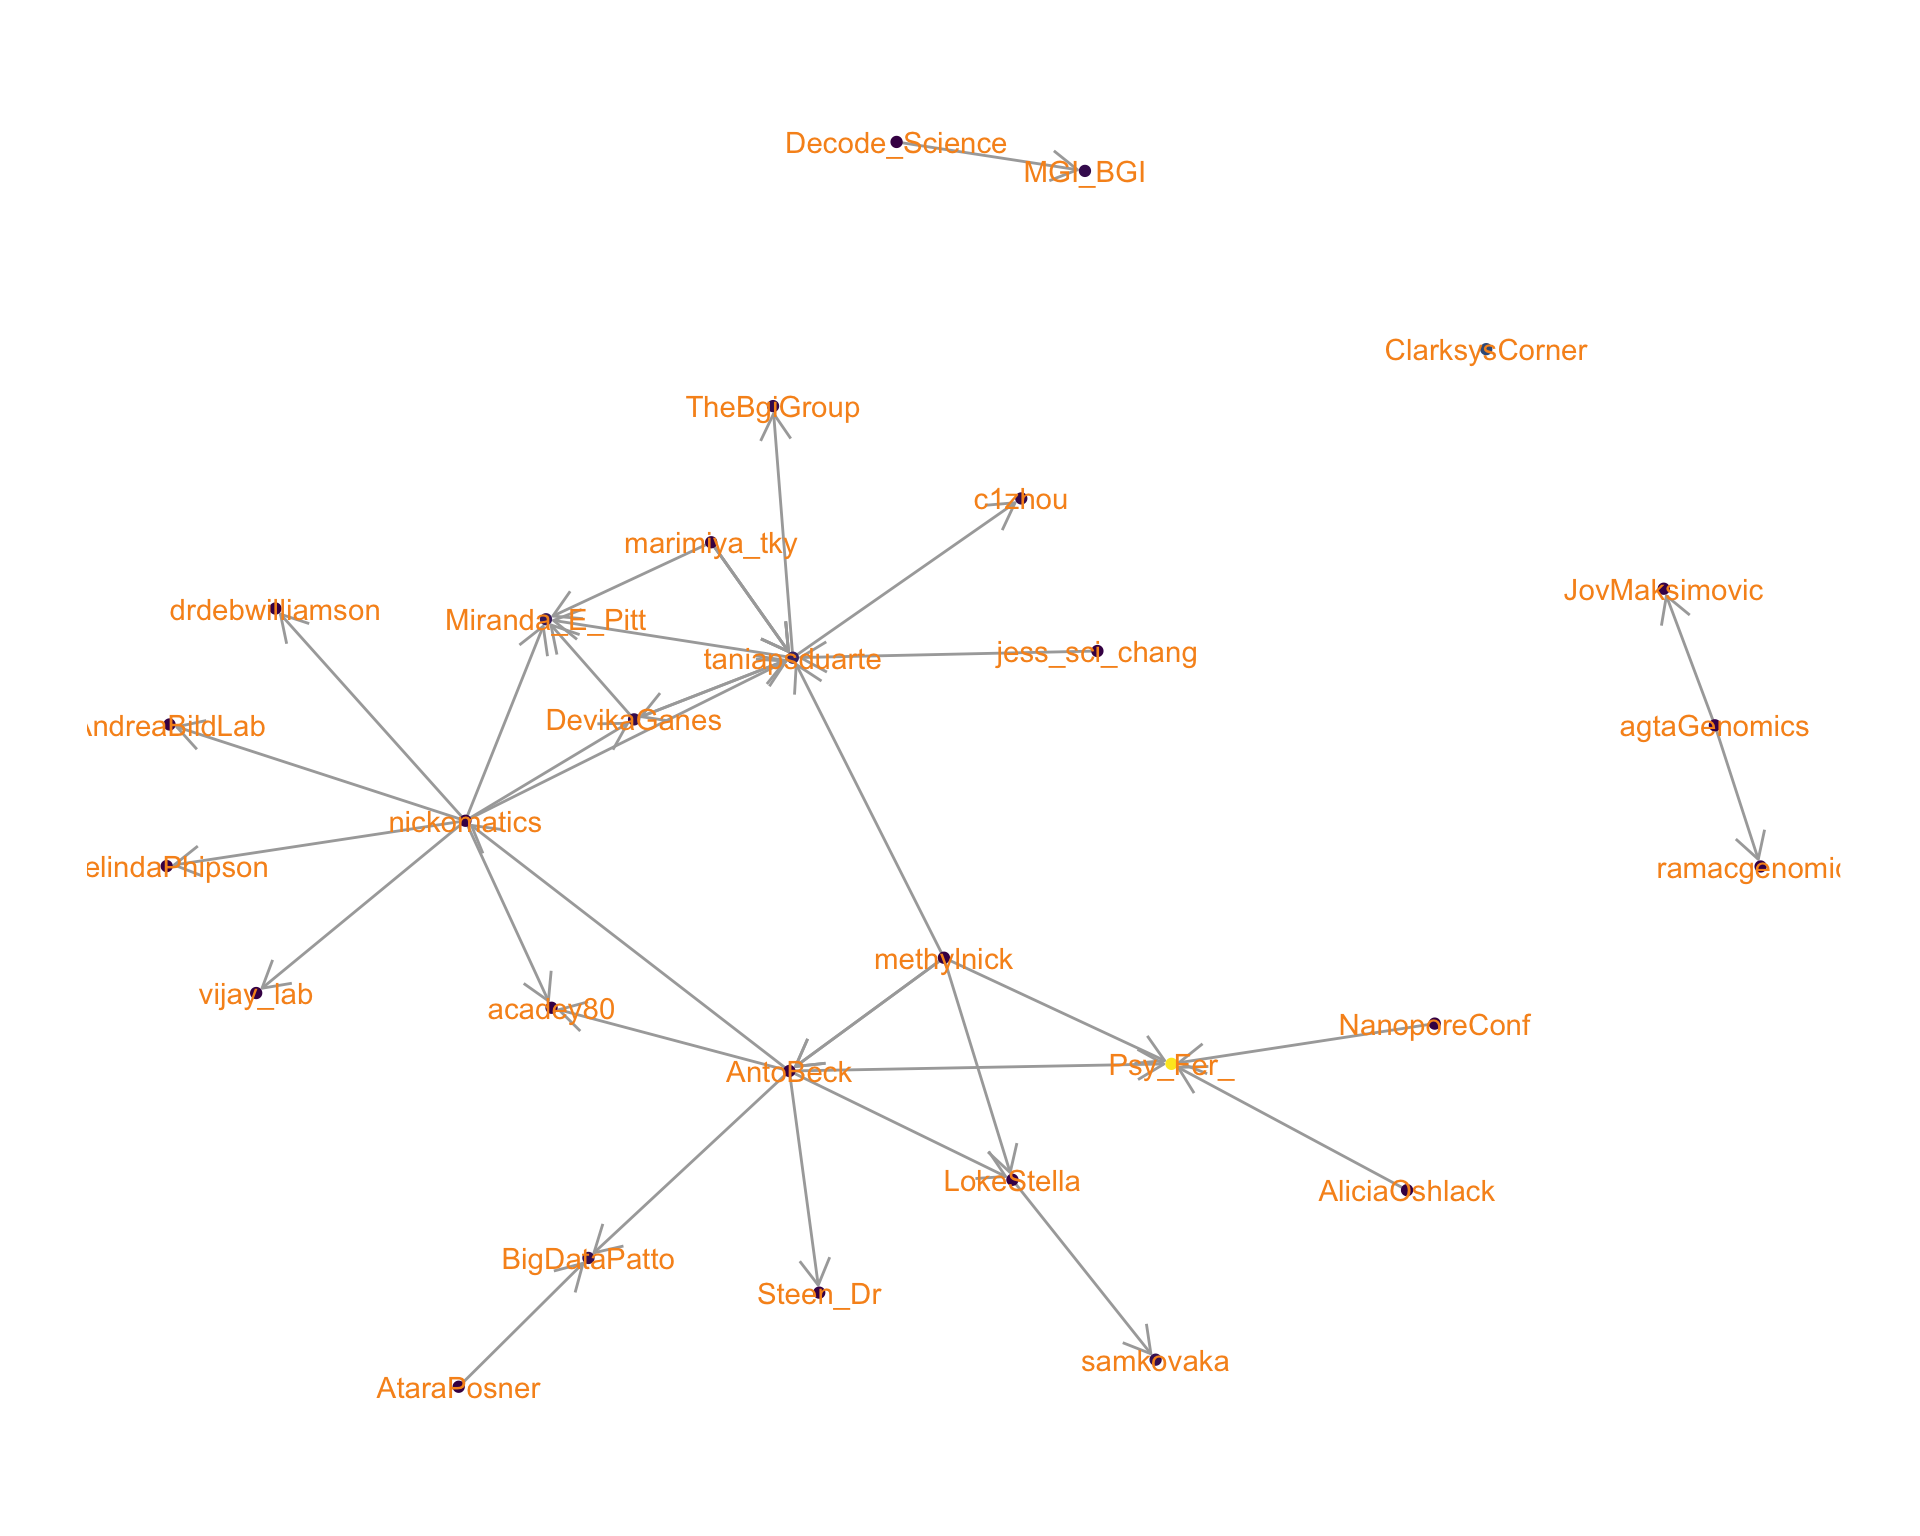 Decode_Science
MGI_BGI
ClarksysCorner
TheBgiGroup
c1zhou
marimiya_tky
JovMaksimovic
drdebwilliamson
Miranda_E_Pitt
taniapsduarte
jess_sci_chang
DevikaGanes
AndreaBildLab
agtaGenomics
nickomatics
elindaPhipson
ramacgenomic
methylnick
vijay_lab
acadey80
NanoporeConf
Psy_Fer_
AntoBeck
LokeStella
AliciaOshlack
BigDataPatto
Steen_Dr
samkovaka
AtaraPosner